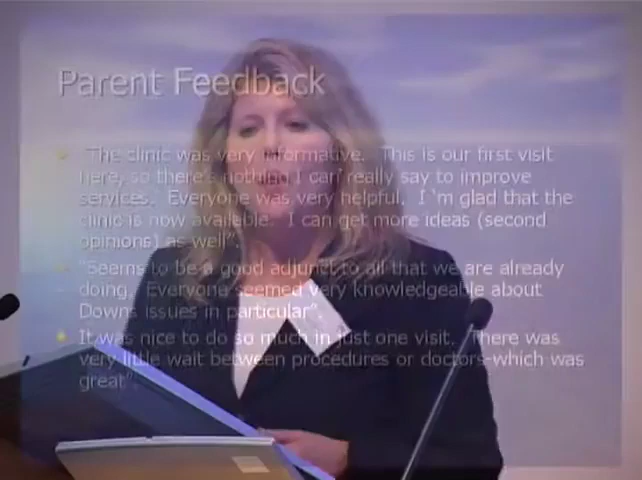 Parent Feedback
"The clinic was very informative. This is our first visit
here, so there's nothing I can really say to improve
services. Everyone was very helpful. I'm glad that the
clinic is now available. I can get more ideas (second
opinions) as well".
"Seems to be a good adjunct to all that we are already
doing. Everyone seemed very knowledgeable about
Downs issues in particular".
It was nice to do so much in just one visit. There was
very little wait between procedures or doctors-which was
great".